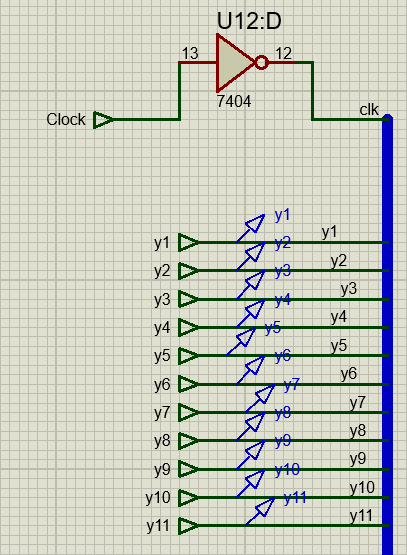 U12:D
13 12
7404
Clock clk
y1
y1 y1
y2
y2 y2
y3
y3 y3
y4
y4 y4
y5
y5 y5
y6
y6 y6
y7
y7 y7
y8
y8 y8
y9
y9 y9
y10
y10 y10
y11
y11 y11